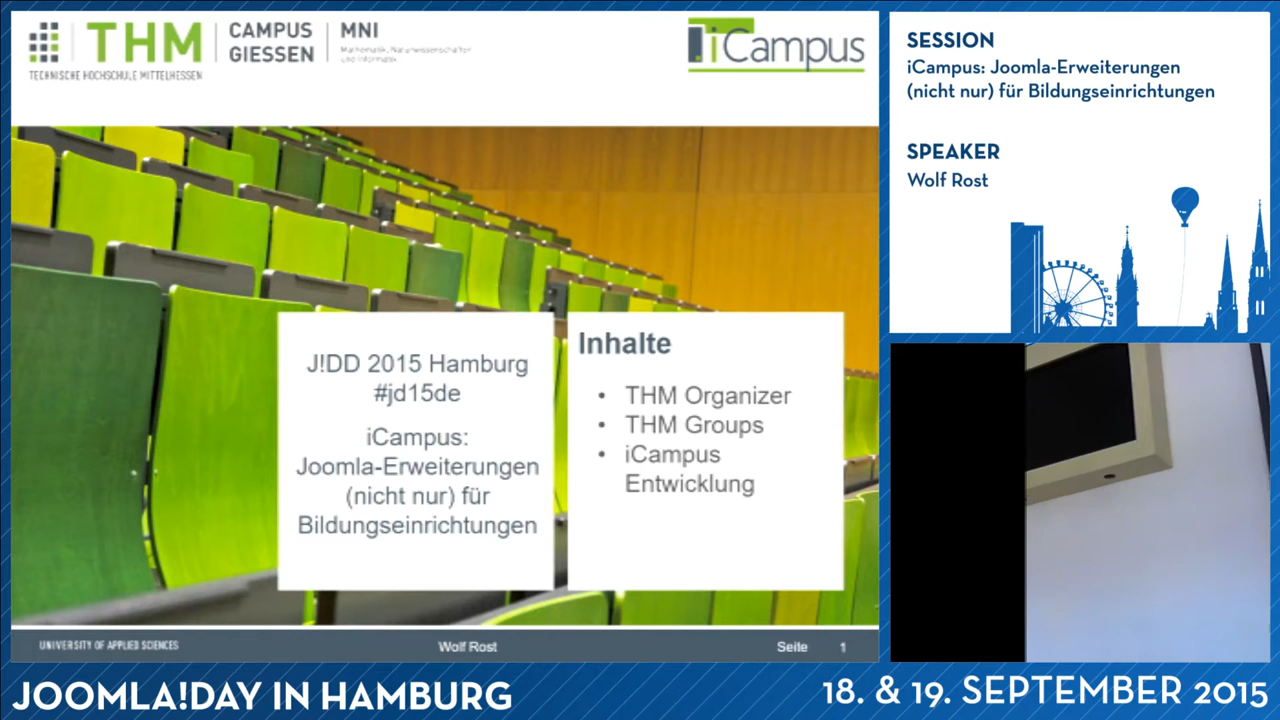 THM
CAMPUS
GIESSEN
MNI
Mathematik, Naturwissenschaften
und Informatik
TECHNISCHE HOCHSCHULE MITTELHESSEN
iCampus
J!DD 2015 Hamburg
#jd15de
iCampus:
Joomla-Erweiterungen
(nicht nur) für
Bildungseinrichtungen
Inhalte
• THM Organizer
• THM Groups
• iCampus
Entwicklung
UNIVERSITY OF APPLIED SCIENCES
Wolf Rost
Seite 1
SESSION
iCampus: Joomla-Erweiterungen
(nicht nur) für Bildungseinrichtungen
SPEAKER
Wolf Rost
JOOMLA!DAY IN HAMBURG
18. & 19. SEPTEMBER 2015